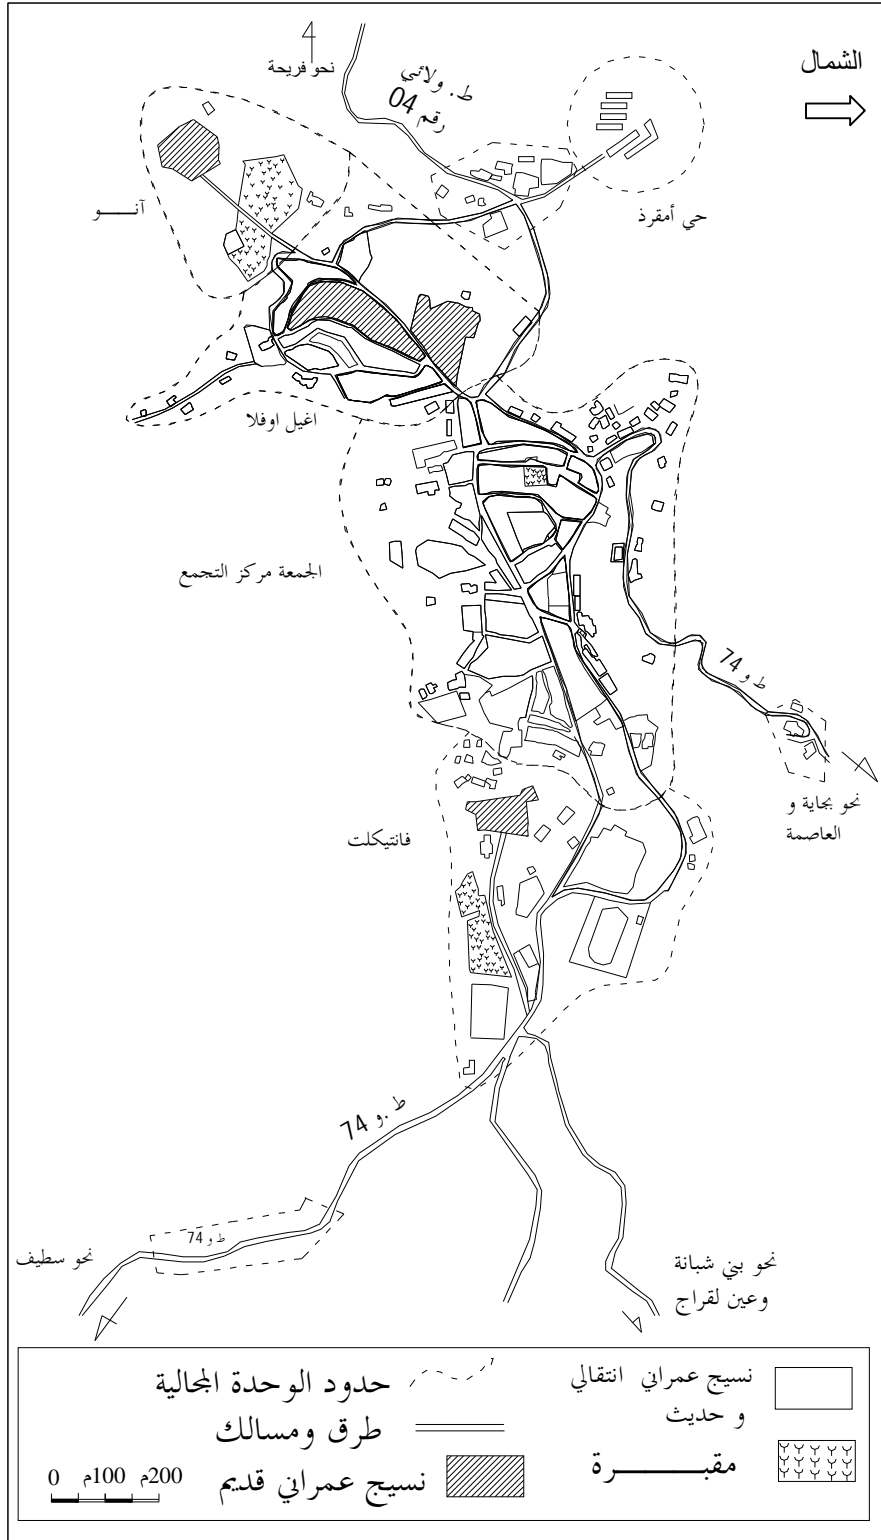 الشمال
نحو فريحة
ط. ولائي
رقم 04
آنـــو
حي أمقرذ
اغيل اوفلا
الجمعة مركز التجمع
ط و 74
نحو بجاية و
العاصمة
فانتيكلت
ط .و 74
ط و 74
نحو سطيف
نحو بني شبانة
وعين لقراج
نسيج عمراني انتقالي
و حديث
حدود الوحدة المجالية
طرق ومسالك
مقبـــــرة
نسيج عمراني قديم
0 100م 200م